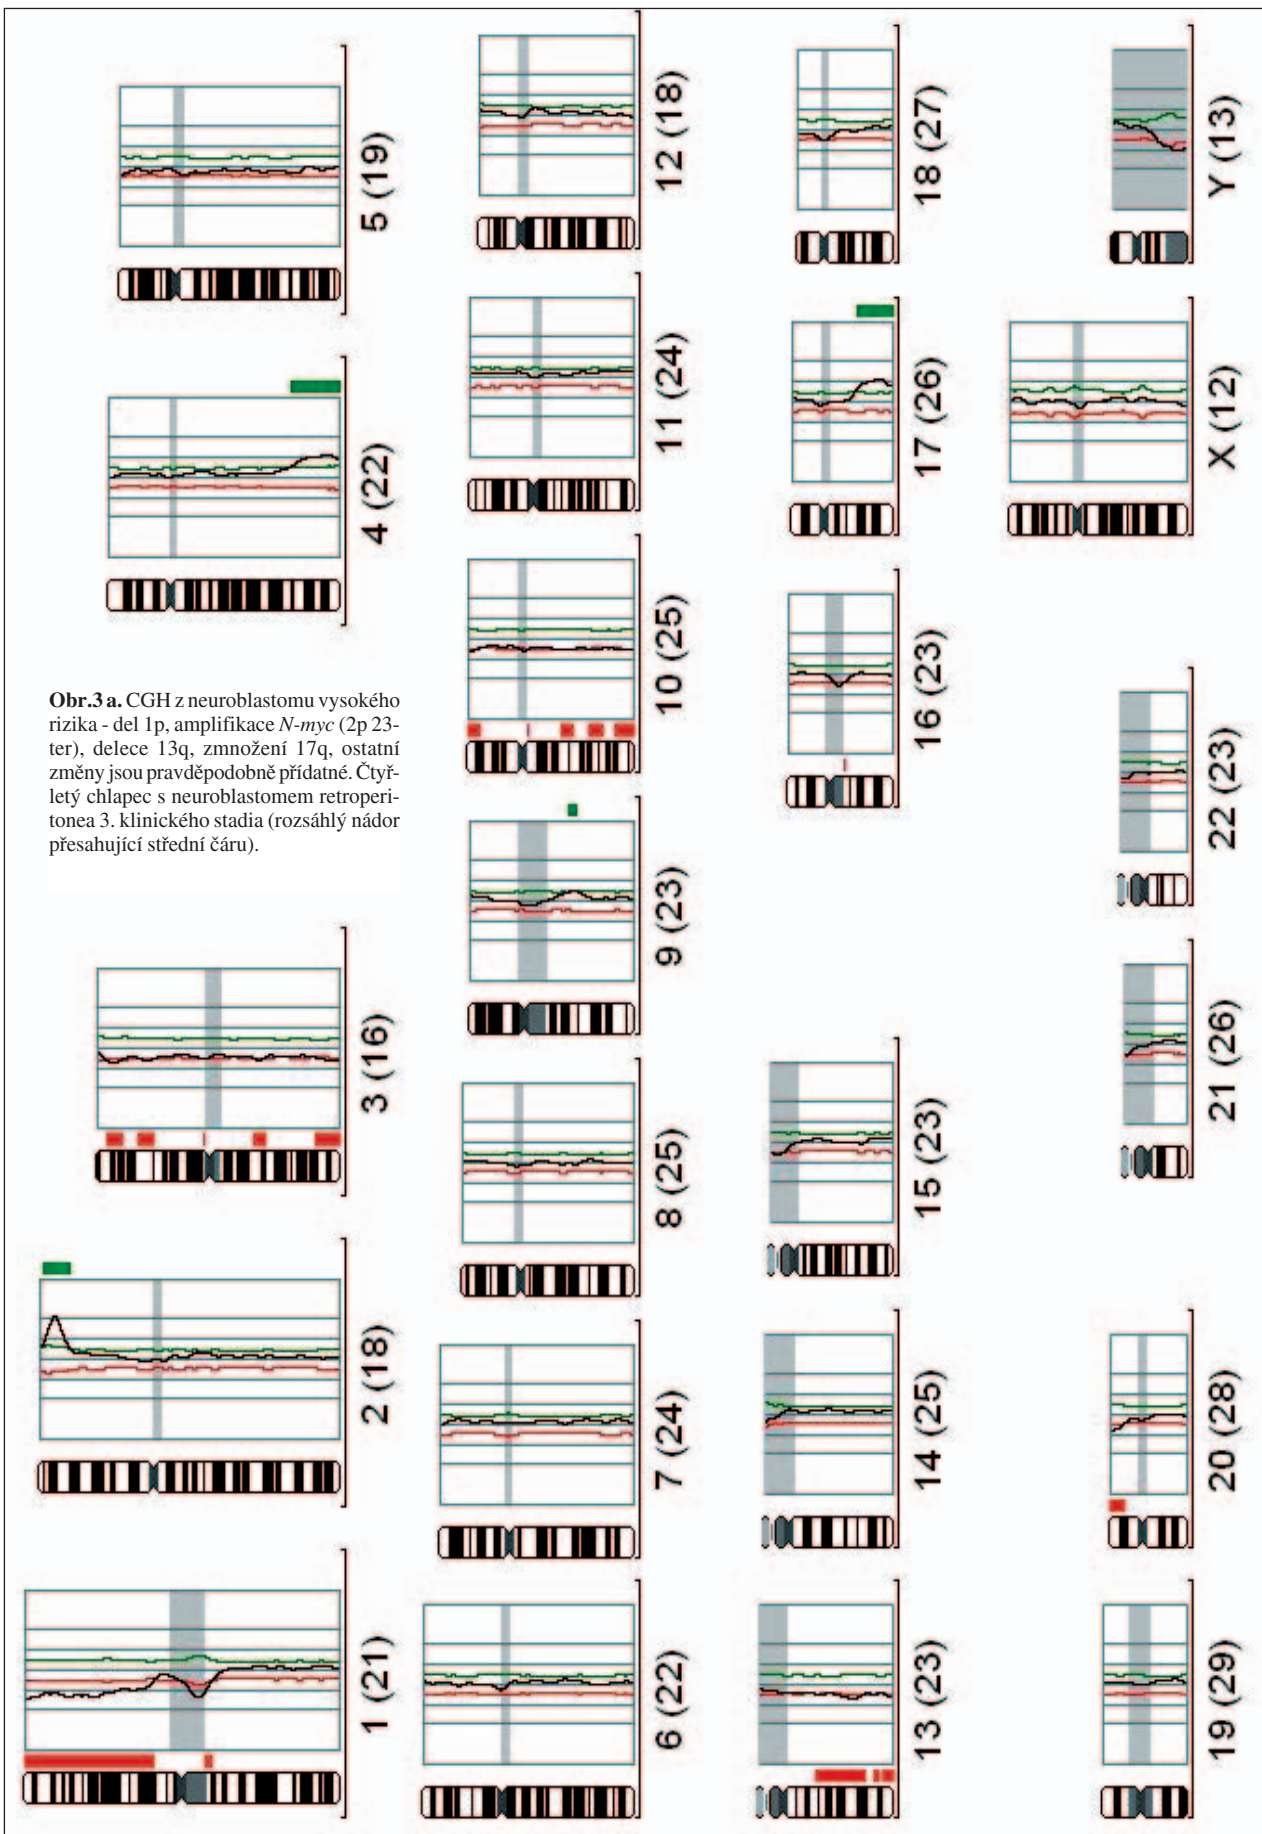 Obr.3 a. CGH z neuroblastomu vysokého
rizika - del 1p, amplifikace N-myc (2p 23-
ter), delece 13q, zmnožení 17q, ostatní
změny jsou pravděpodobně přídatné. Čtyř-
letý chlapec s neuroblastomem retroperi-
tonea 3. klinického stadia (rozsáhlý nádor
přesahující střední čáru).
1 (21)
2 (18)
3 (16)
4 (22)
5 (19)
6 (22)
7 (24)
8 (25)
9 (23)
10 (25)
11 (24)
12 (18)
13 (23)
14 (25)
15 (23)
16 (23)
17 (26)
18 (27)
19 (29)
20 (28)
21 (26)
22 (23)
X (12)
Y (13)